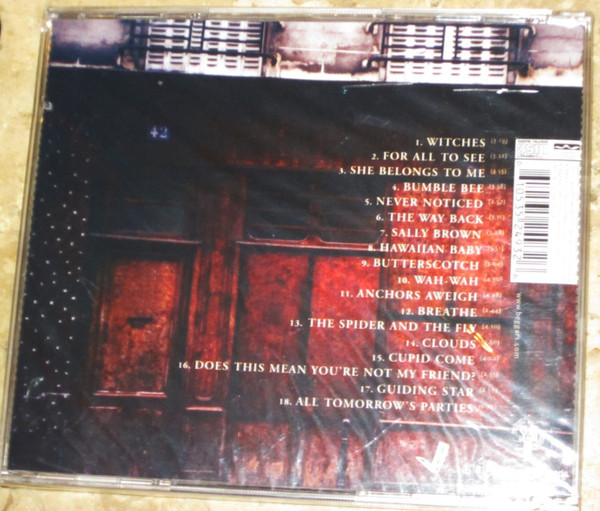 42
1. WITCHES
2. FOR ALL TO SEE
3. SHE BELONGS TO ME
4. BUMBLE BEE
5. NEVER NOTICED
6. THE WAY BACK
7. SALLY BROWN
8. HAWAIIAN BABY
9. BUTTERSCOTCH
10. WAH-WAH
11. ANCHORS AWEIGH
12. BREATHE
13. THE SPIDER AND THE FLY
14. CLOUDS
15. CUPID COME
16. DOES THIS MEAN YOU'RE NOT MY FRIEND?
17. GUIDING STAR
18. ALL TOMORROW'S PARTIES